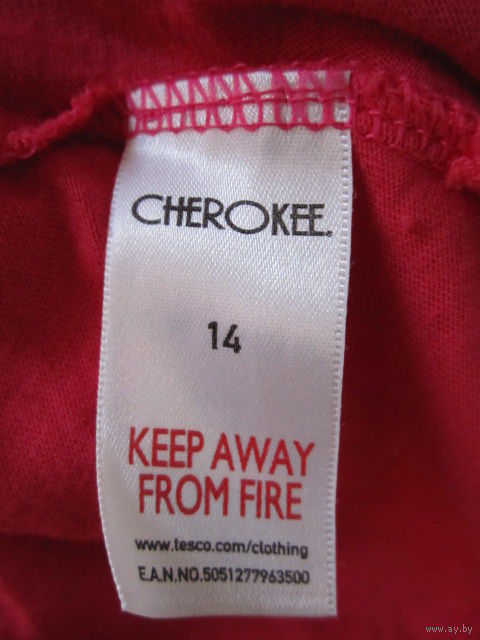 CHEROKEE.
14
KEEP AWAY
FROM FIRE
www.tesco.com/clothing
E.A.N.NO.5051277963500
www.ay.by